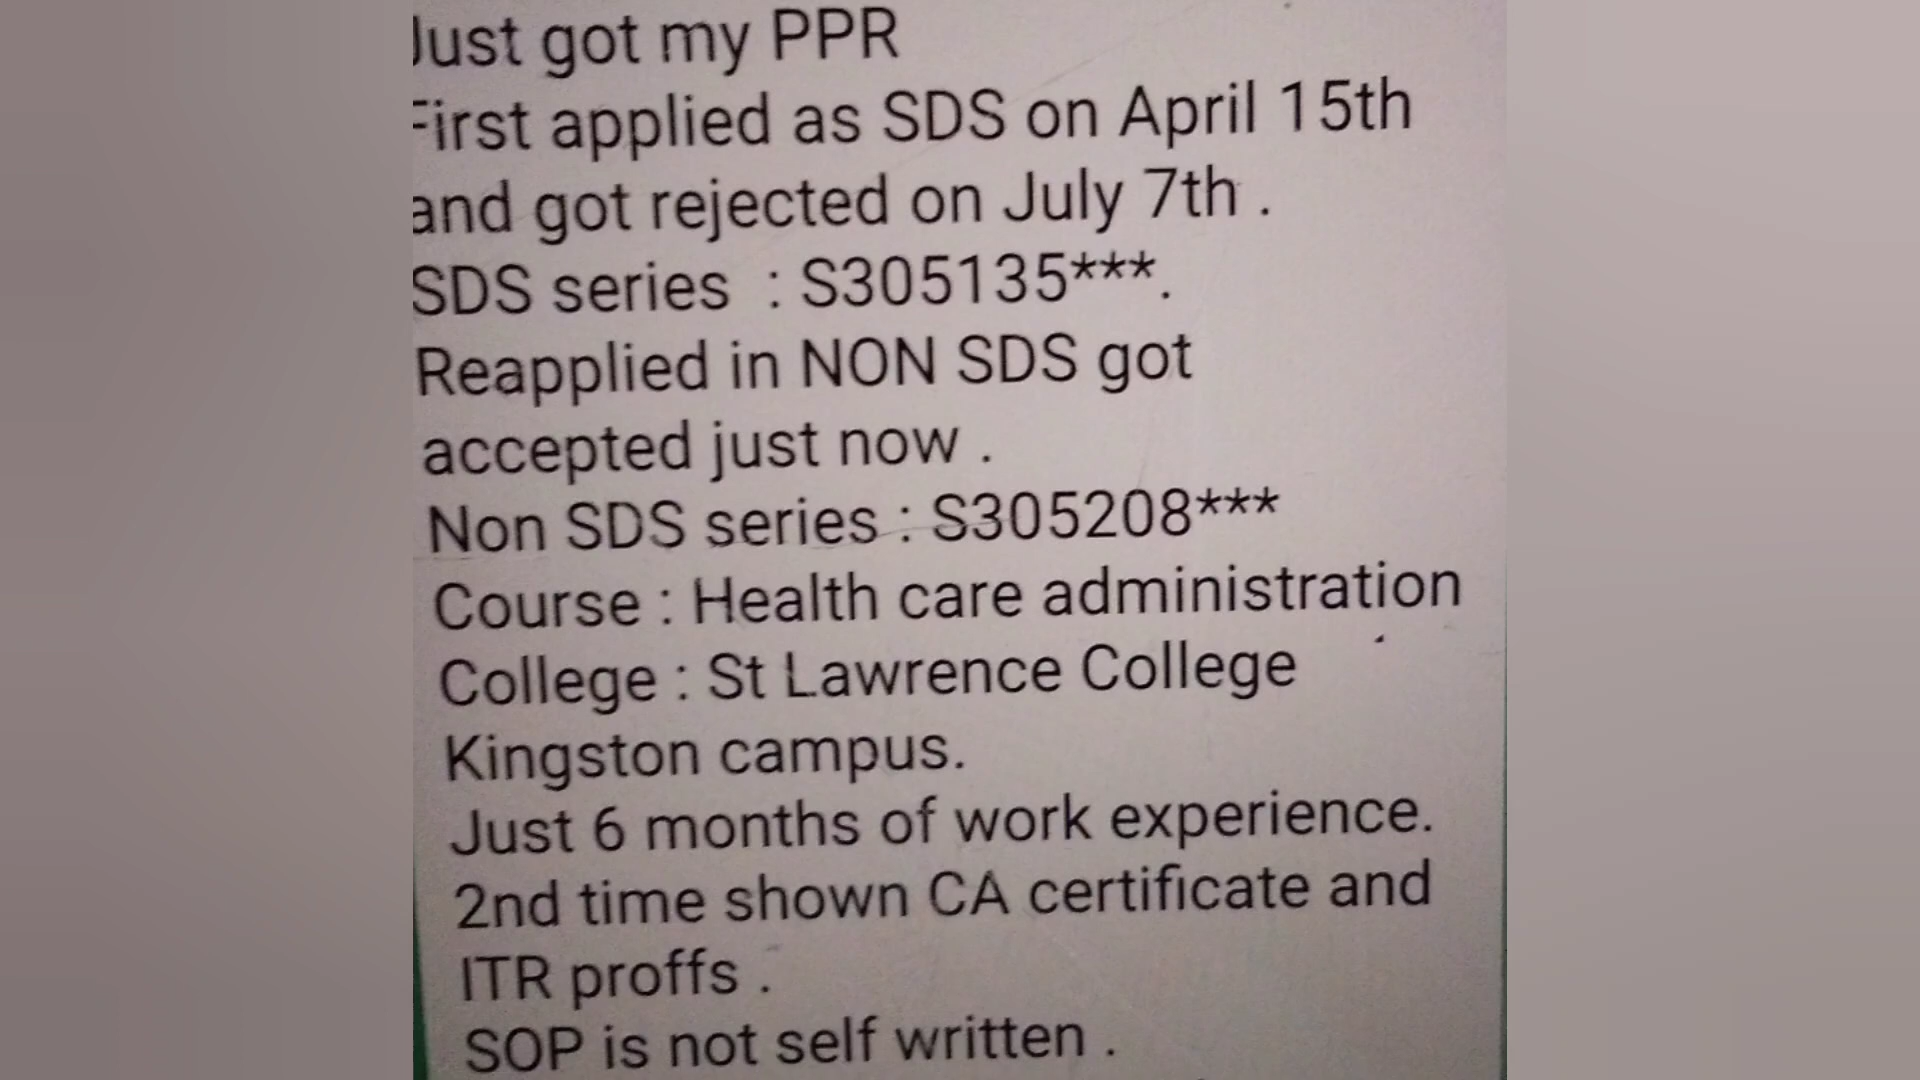 Just got my PPR
First applied as SDS on April 15th
and got rejected on July 7th .
SDS series : S305135***.
Reapplied in NON SDS got
accepted just now .
Non SDS series : S305208***
Course : Health care administration
College : St Lawrence College
Kingston campus.
Just 6 months of work experience.
2nd time shown CA certificate and
ITR proffs .
SOP is not self written .